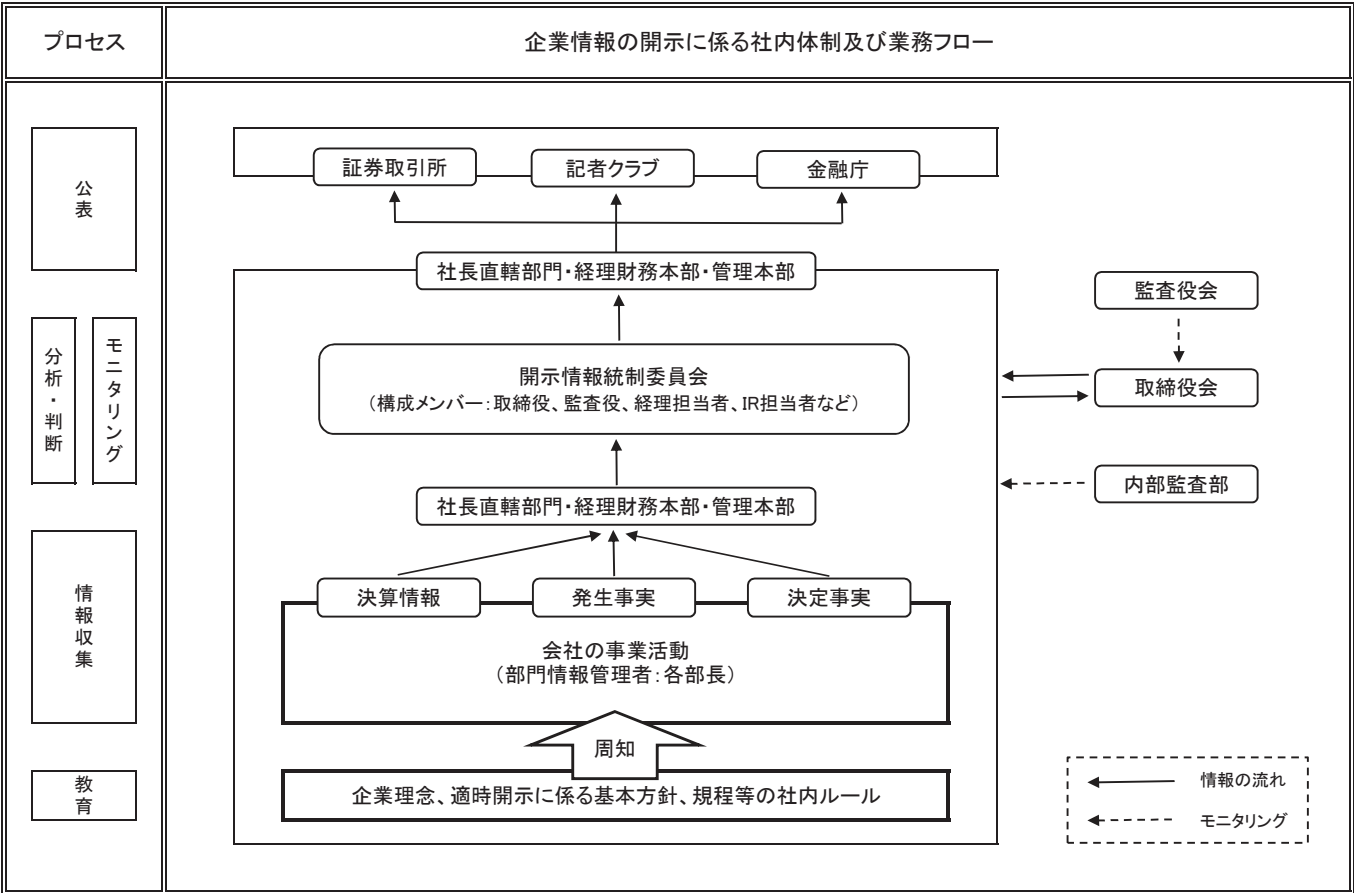 プロセス
企業情報の開示に係る社内体制及び業務フロー
公表
証券取引所
記者クラブ
金融庁
社長直轄部門・経理財務本部・管理本部
監査役会
分析・判断
モニタリング
開示情報統制委員会
（構成メンバー：取締役、監査役、経理担当者、IR担当者など）
取締役会
社長直轄部門・経理財務本部・管理本部
内部監査部
情報収集
決算情報
発生事実
決定事実
会社の事業活動
（部門情報管理者：各部長）
周知
教育
企業理念、適時開示に係る基本方針、規程等の社内ルール
情報の流れ
モニタリング